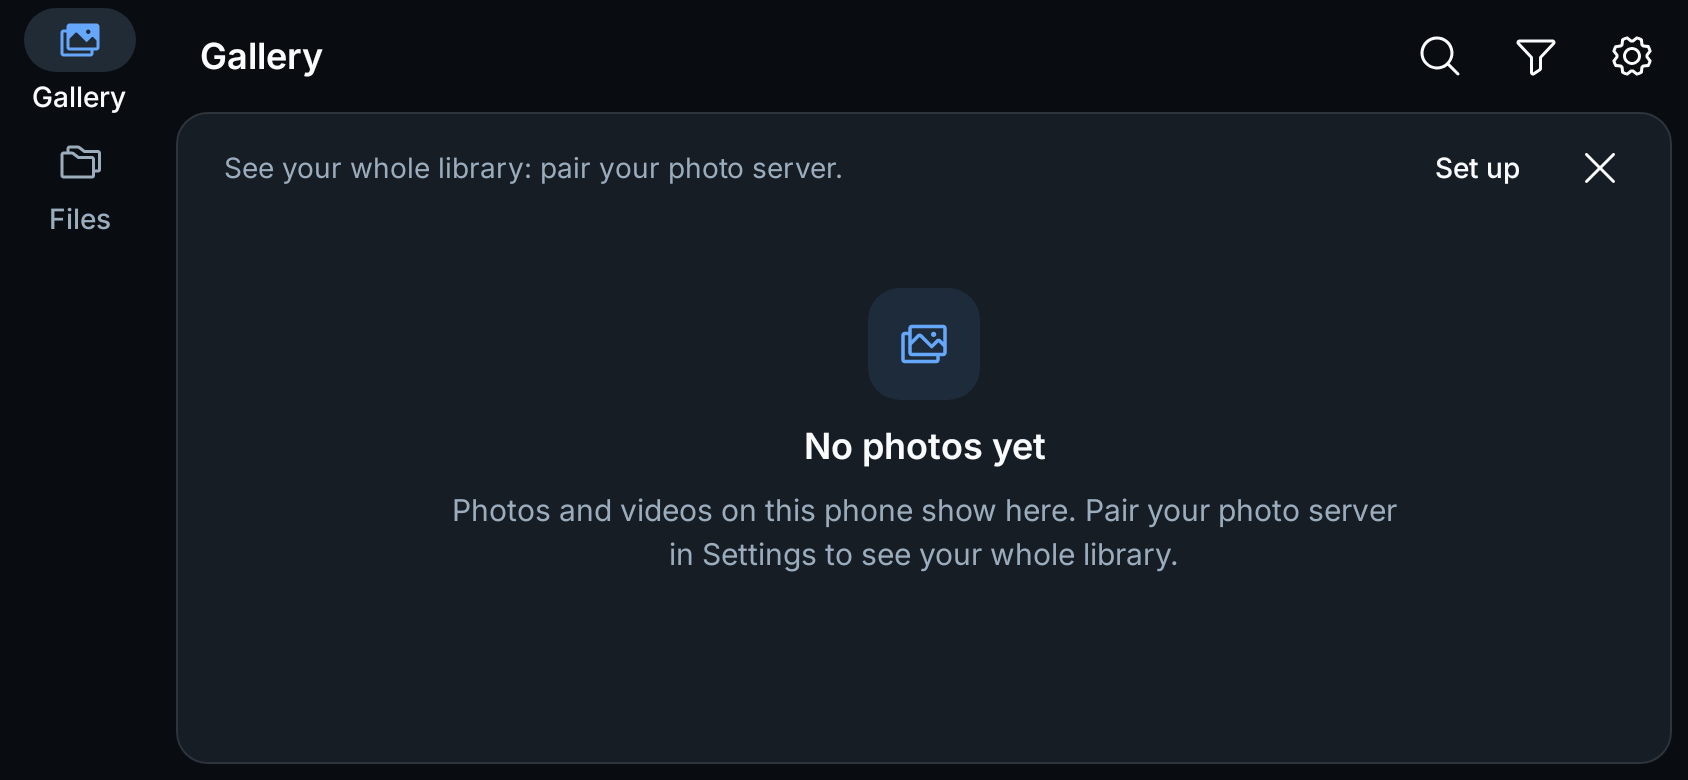 Gallery
Gallery
Files
See your whole library: pair your photo server.
Set up
No photos yet
Photos and videos on this phone show here. Pair your photo server
in Settings to see your whole library.